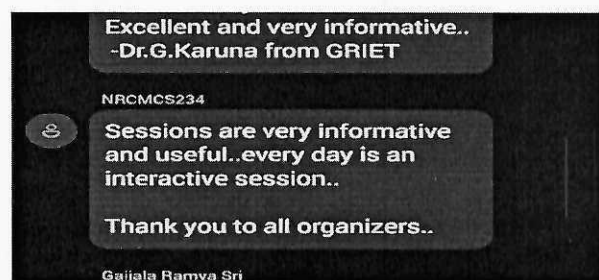 Excellent and very informative..
-Dr.G.Karuna from GRIET
NRCMCS234
Sessions are very informative
and useful..every day is an
interactive session..
Thank you to all organizers..
Gajjala Ramya Sri